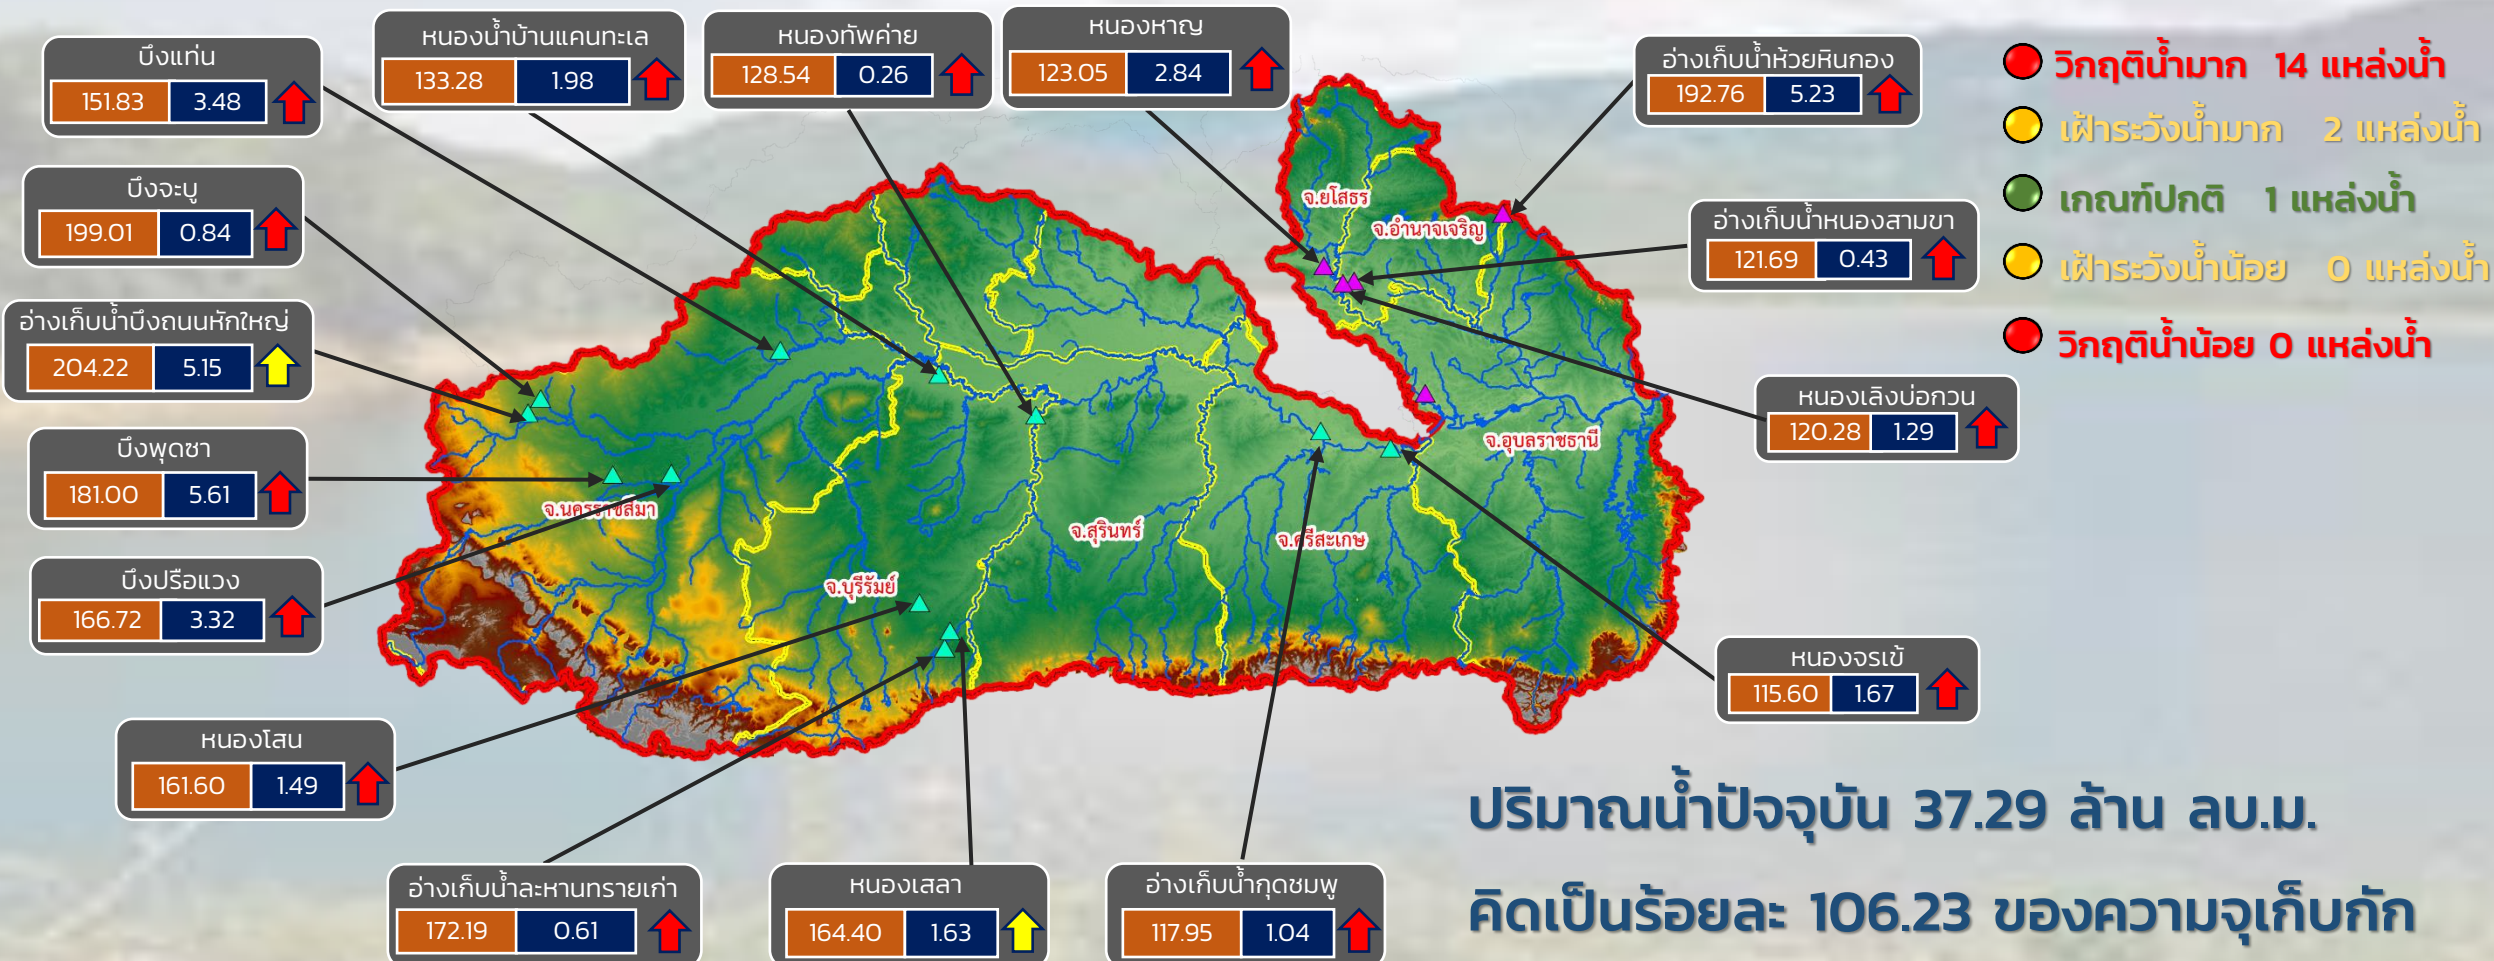 บึงแท่น
151.83 3.48
หนองน้ำบ้านแคนทะเล
133.28 1.98
หนองทัพค่าย
128.54 0.26
หนองหาญ
123.05 2.84
อ่างเก็บน้ำห้วยหินกอง
192.76 5.23
วิกฤติน้ำมาก 14 แหล่งน้ำ
เฝ้าระวังน้ำมาก 2 แหล่งน้ำ
เกณฑ์ปกติ 1 แหล่งน้ำ
เฝ้าระวังน้ำน้อย 0 แหล่งน้ำ
วิกฤติน้ำน้อย 0 แหล่งน้ำ
บึงจะบู
199.01 0.84
อ่างเก็บน้ำหนองสามขา
121.69 0.43
อ่างเก็บน้ำบึงถนนหักใหญ่
204.22 5.15
หนองเลิงบ่อกวน
120.28 1.29
บึงพุดซา
181.00 5.61
บึงปรือแวง
166.72 3.32
จ.ยโสธร
จ.อำนาจเจริญ
จ.อุบลราชธานี
จ.นครราชสีมา
จ.สุรินทร์
จ.ศรีสะเกษ
จ.บุรีรัมย์
หนองจรเข้
115.60 1.67
หนองโสน
161.60 1.49
อ่างเก็บน้ำละหานทรายเก่า
172.19 0.61
หนองเสลา
164.40 1.63
อ่างเก็บน้ำกุดชมพู
117.95 1.04
ปริมาณน้ำปัจจุบัน 37.29 ล้าน ลบ.ม.
คิดเป็นร้อยละ 106.23 ของความจุเก็บกัก